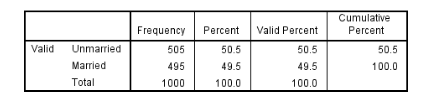 Frequency Percent Valid Percent Cumulative Percent
Valid Unmarried 505 50.5 50.5 50.5
Married 495 49.5 49.5 100.0
Total 1000 100.0 100.0